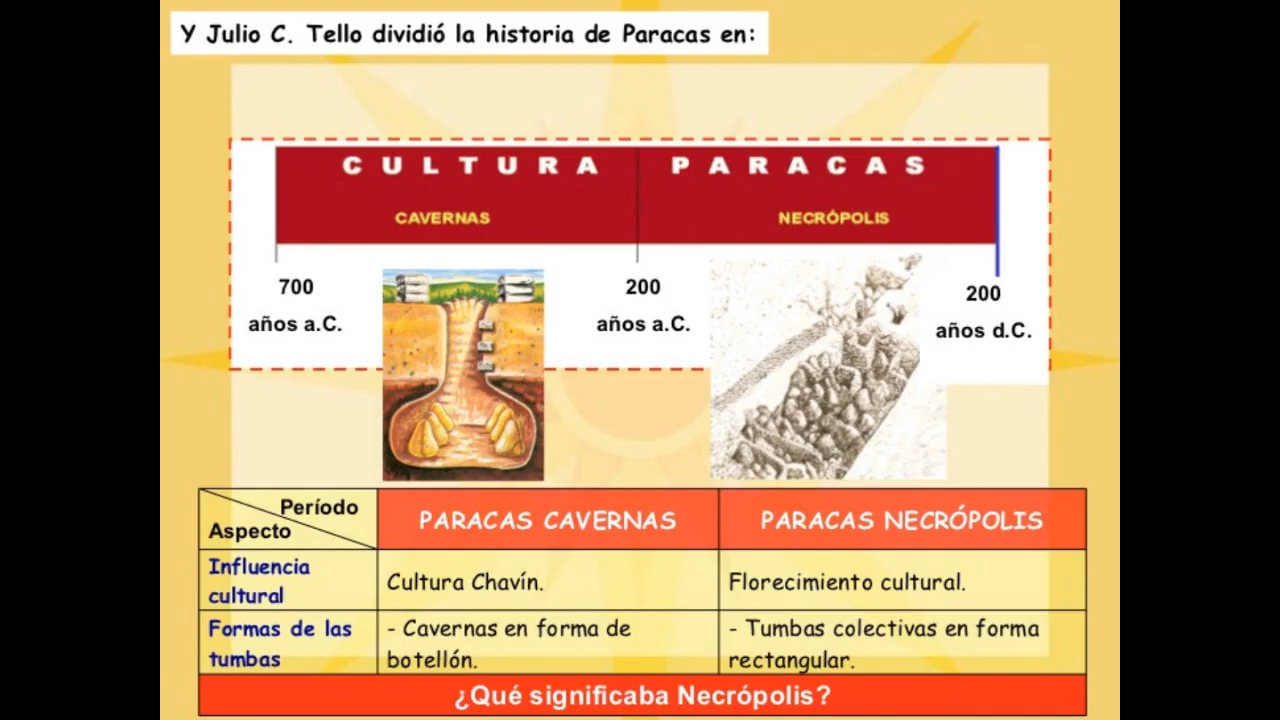 Y Julio C. Tello dividió la historia de Paracas en:
CULTURA PARACAS
CAVERNAS NECRÓPOLIS
700 200 200
años a.C. años a.C. años d.C.
Período
Aspecto
PARACAS CAVERNAS PARACAS NECRÓPOLIS
Influencia
cultural
Cultura Chavín. Florecimiento cultural.
Formas de las
tumbas
- Cavernas en forma de
botellón.
- Tumbas colectivas en forma
rectangular.
¿Qué significaba Necrópolis?